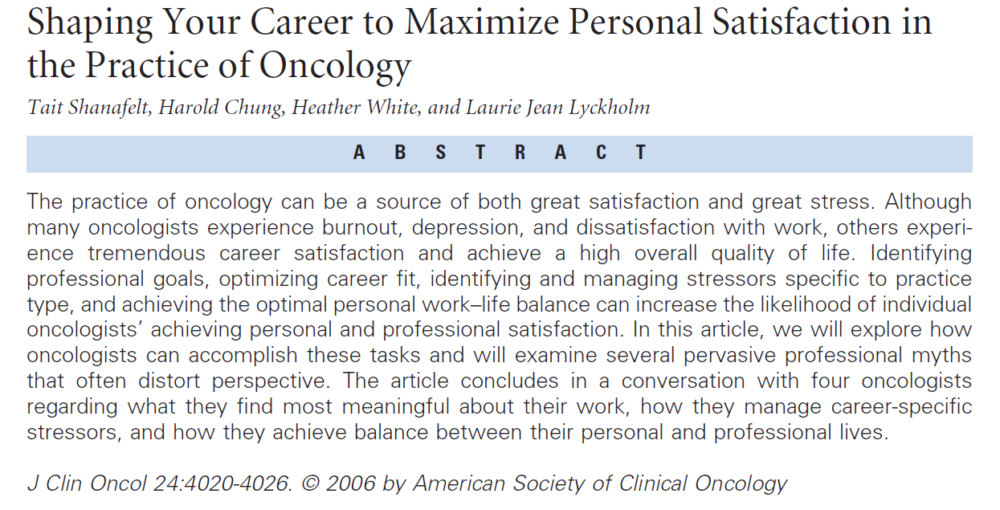 Shaping Your Career to Maximize Personal Satisfaction in
the Practice of Oncology
Tait Shanafelt, Harold Chung, Heather White, and Laurie Jean Lyckholm
A B S T R A C T
The practice of oncology can be a source of both great satisfaction and great stress. Although
many oncologists experience burnout, depression, and dissatisfaction with work, others experi-
ence tremendous career satisfaction and achieve a high overall quality of life. Identifying
professional goals, optimizing career fit, identifying and managing stressors specific to practice
type, and achieving the optimal personal work–life balance can increase the likelihood of individual
oncologists’ achieving personal and professional satisfaction. In this article, we will explore how
oncologists can accomplish these tasks and will examine several pervasive professional myths
that often distort perspective. The article concludes in a conversation with four oncologists
regarding what they find most meaningful about their work, how they manage career-specific
stressors, and how they achieve balance between their personal and professional lives.
J Clin Oncol 24:4020-4026. © 2006 by American Society of Clinical Oncology